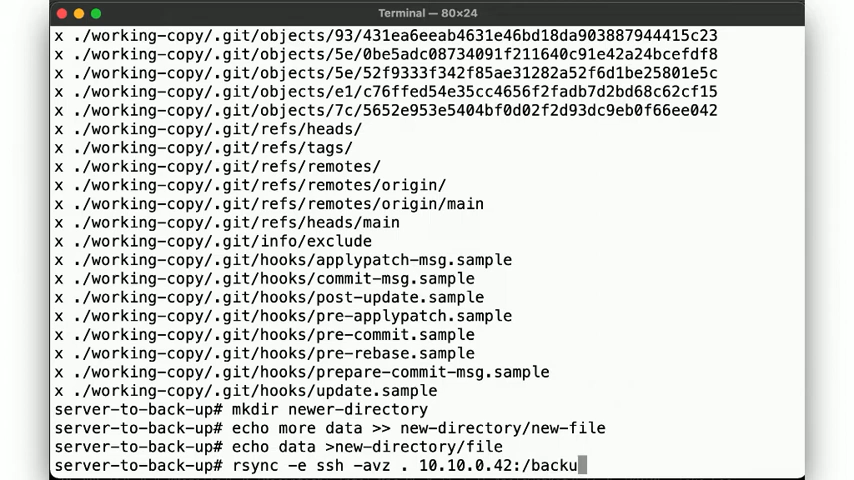 Terminal — 80×24
x ./working-copy/.git/objects/93/431ea6eeab4631e46bd18da903887944415c23
x ./working-copy/.git/objects/5e/0be5adc08734091f211640c91e42a24bcefdf8
x ./working-copy/.git/objects/5e/52f9333f342f85ae31282a52f6d1be25801e5c
x ./working-copy/.git/objects/e1/c76ffed54e35cc4656f2fadb7d2bd68c62cf15
x ./working-copy/.git/objects/7c/5652e953e5404bf0d02f2d93dc9eb0f66ee042
x ./working-copy/.git/refs/heads/
x ./working-copy/.git/refs/tags/
x ./working-copy/.git/refs/remotes/
x ./working-copy/.git/refs/remotes/origin/
x ./working-copy/.git/refs/remotes/origin/main
x ./working-copy/.git/refs/heads/main
x ./working-copy/.git/info/exclude
x ./working-copy/.git/hooks/applypatch-msg.sample
x ./working-copy/.git/hooks/commit-msg.sample
x ./working-copy/.git/hooks/post-update.sample
x ./working-copy/.git/hooks/pre-applypatch.sample
x ./working-copy/.git/hooks/pre-commit.sample
x ./working-copy/.git/hooks/pre-rebase.sample
x ./working-copy/.git/hooks/prepare-commit-msg.sample
x ./working-copy/.git/hooks/update.sample
server-to-back-up# mkdir newer-directory
server-to-back-up# echo more data >> new-directory/new-file
server-to-back-up# echo data >new-directory/file
server-to-back-up# rsync -e ssh -avz . 10.10.0.42:/backu